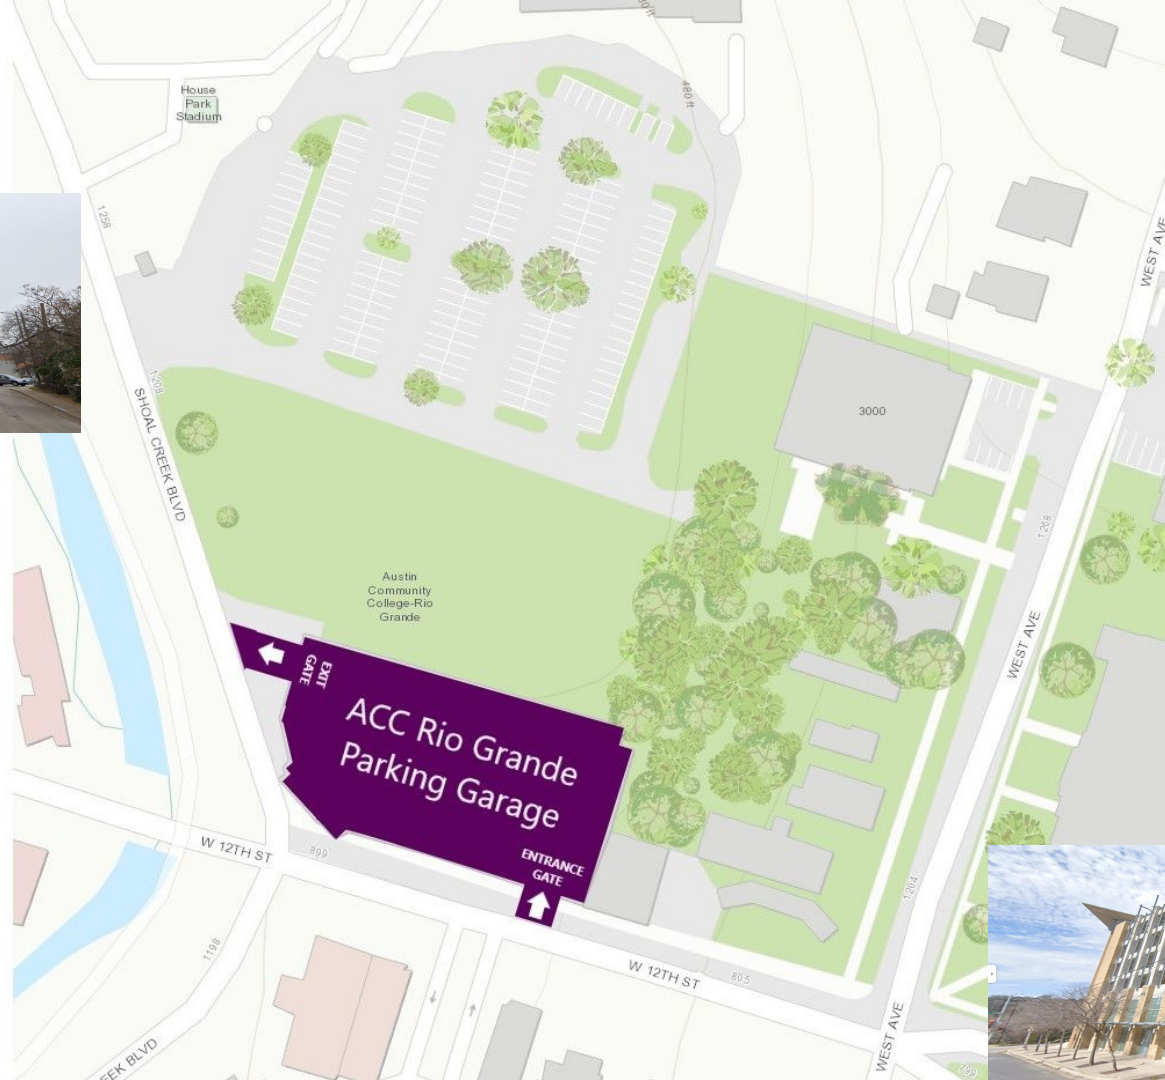 House
Park
Stadium
480 ft
1258
WEST AVE
1209
SHOAL CREEK BLVD
3000
1208
Austin
Community
College-Rio
Grande
WEST AVE
EXIT
GATE
ACC Rio Grande
Parking Garage
ENTRANCE
GATE
W 12TH ST
899
1204
1198
W 12TH ST
805
WEST AVE
EEK BLVD
799